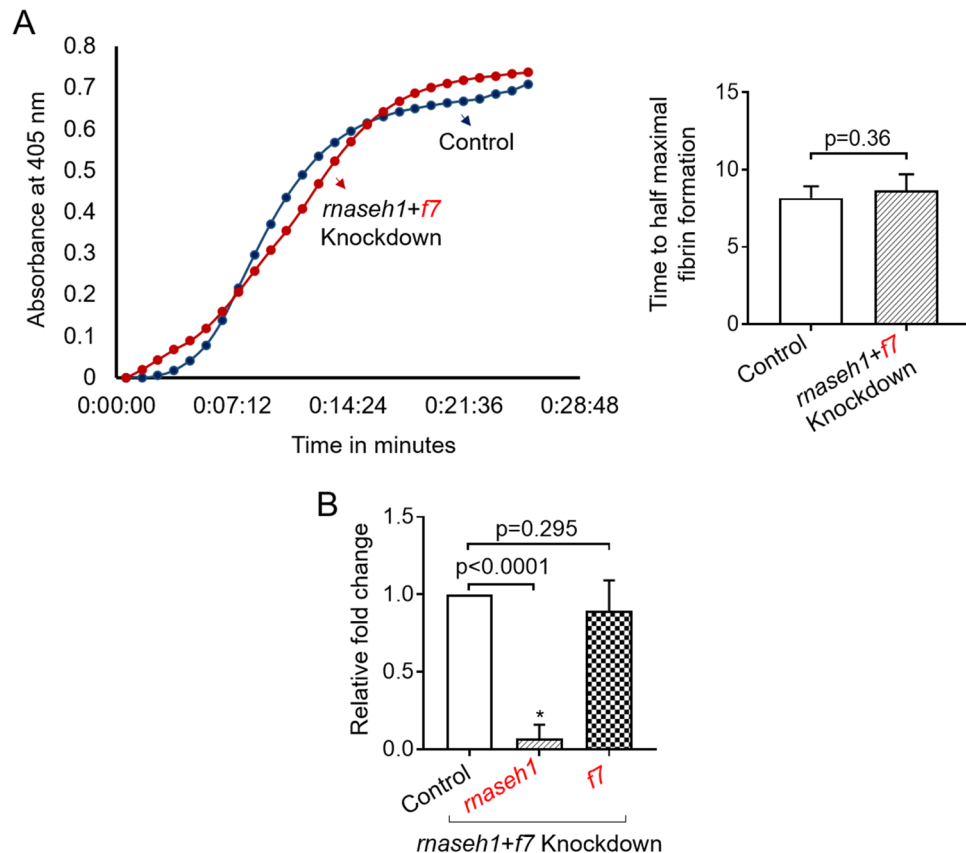 A
0.8
0.7
0.6
0.5
0.4
0.3
0.2
0.1
0
Absorbance at 405 nm
Control
rnaseh1+f7
Knockdown
0:00:00 0:07:12 0:14:24 0:21:36 0:28:48
Time in minutes
15
10
5
0
Time to half maximal
fibrin formation
p=0.36
Control
rnaseh1+f7
Knockdown
B
1.5
1.0
0.5
0.0
Relative fold change
p=0.295
p<0.0001
*
Control
rnaseh1
f7
rnaseh1+f7 Knockdown